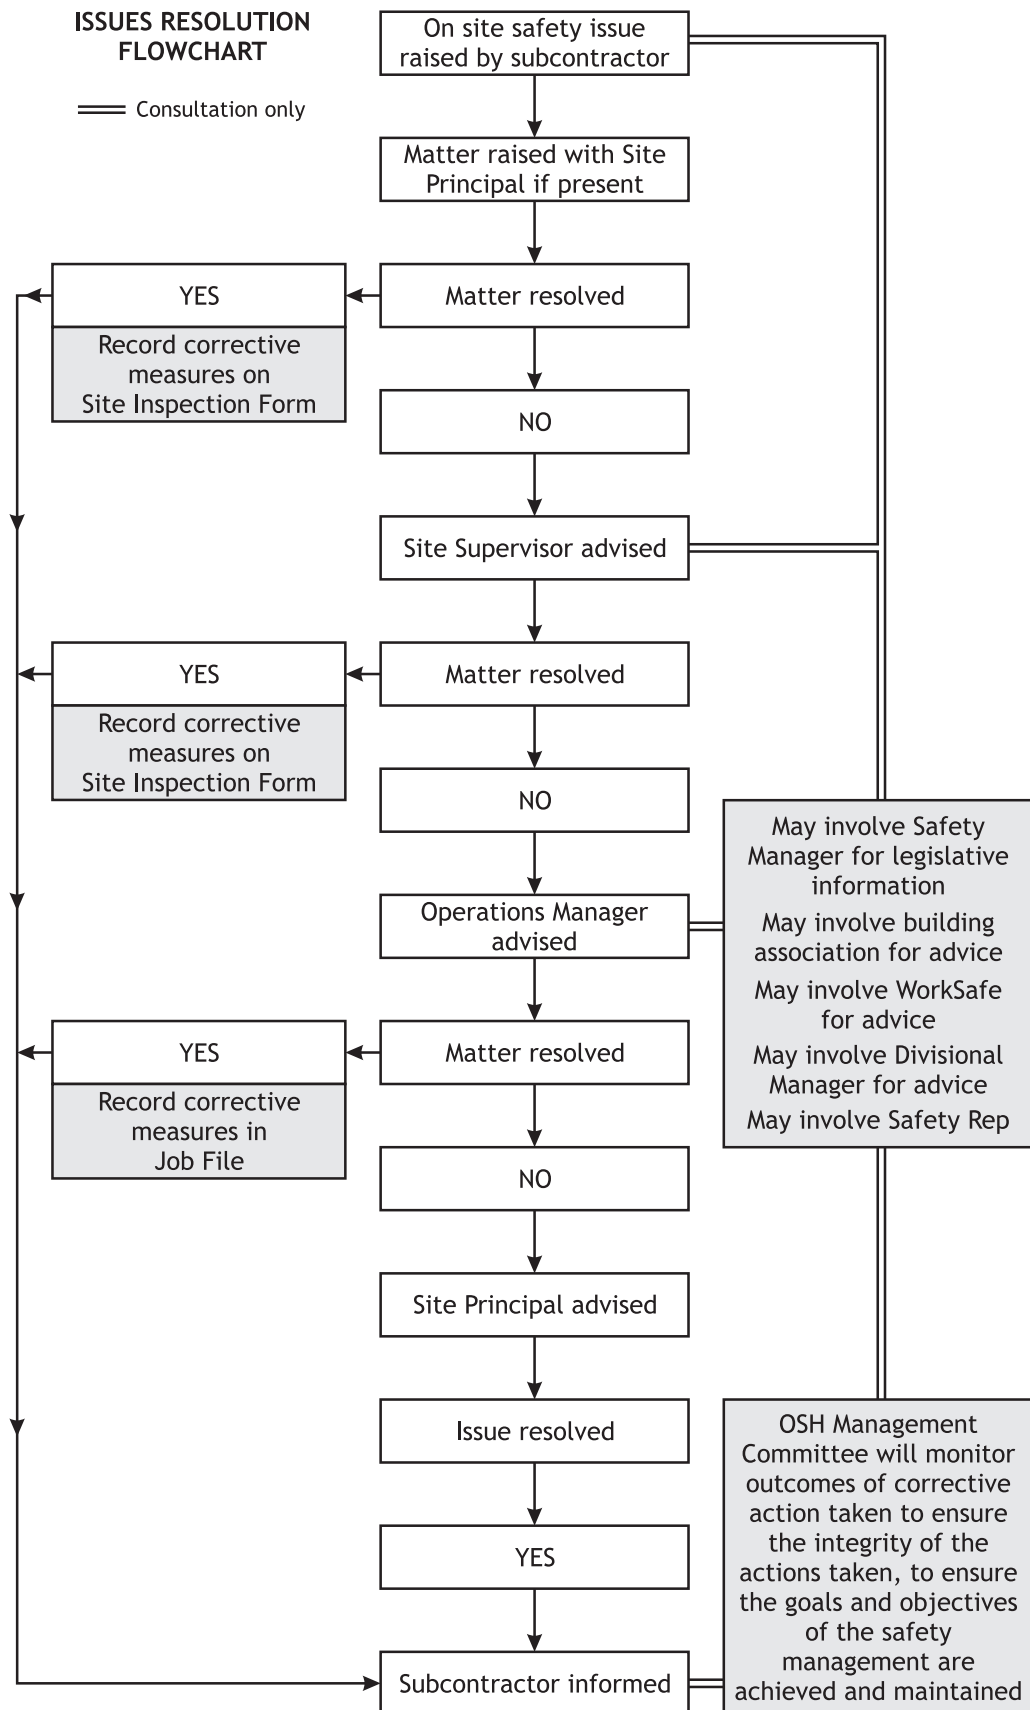 ISSUES RESOLUTION
FLOWCHART
Consultation only
On site safety issue
raised by subcontractor
Matter raised with Site
Principal if present
Matter resolved
YES
Record corrective
measures on
Site Inspection Form
NO
Site Supervisor advised
Matter resolved
YES
Record corrective
measures on
Site Inspection Form
NO
Operations Manager
advised
May involve Safety
Manager for legislative
information
May involve building
association for advice
May involve WorkSafe
for advice
May involve Divisional
Manager for advice
May involve Safety Rep
Matter resolved
YES
Record corrective
measures in
Job File
NO
Site Principal advised
Issue resolved
YES
Subcontractor informed
OSH Management
Committee will monitor
outcomes of corrective
action taken to ensure
the integrity of the
actions taken, to ensure
the goals and objectives
of the safety
management are
achieved and maintained